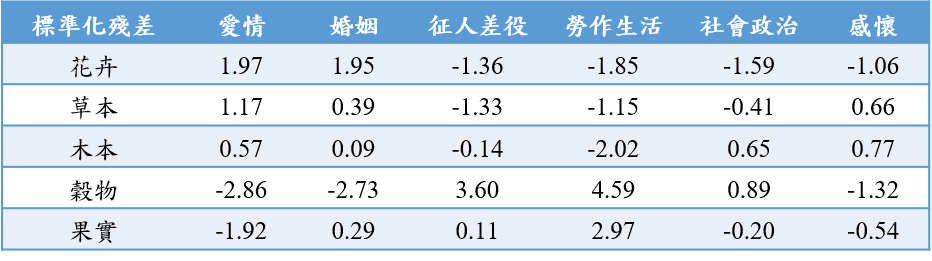 標準化殘差 愛情 婚姻 征人差役 勞作生活 社會政治 感懷
花卉 1.97 1.95 -1.36 -1.85 -1.59 -1.06
草本 1.17 0.39 -1.33 -1.15 -0.41 0.66
木本 0.57 0.09 -0.14 -2.02 0.65 0.77
穀物 -2.86 -2.73 3.60 4.59 0.89 -1.32
果實 -1.92 0.29 0.11 2.97 -0.20 -0.54